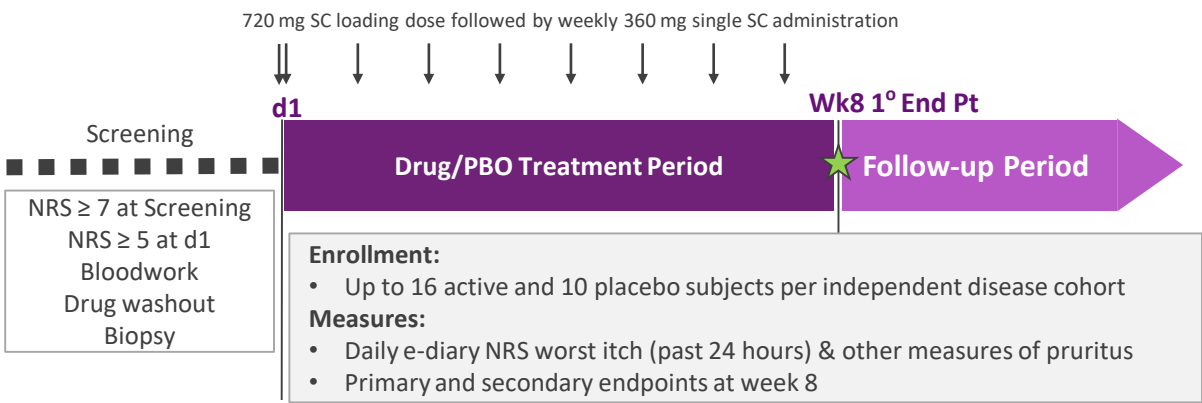 720 mg SC loading dose followed by weekly 360 mg single SC administration
d1
Wk8 1º End Pt
Screening
Drug/PBO Treatment Period
Follow-up Period
NRS ≥ 7 at Screening
NRS ≥ 5 at d1
Bloodwork
Drug washout
Biopsy
Enrollment:
• Up to 16 active and 10 placebo subjects per independent disease cohort
Measures:
• Daily e-diary NRS worst itch (past 24 hours) & other measures of pruritus
• Primary and secondary endpoints at week 8